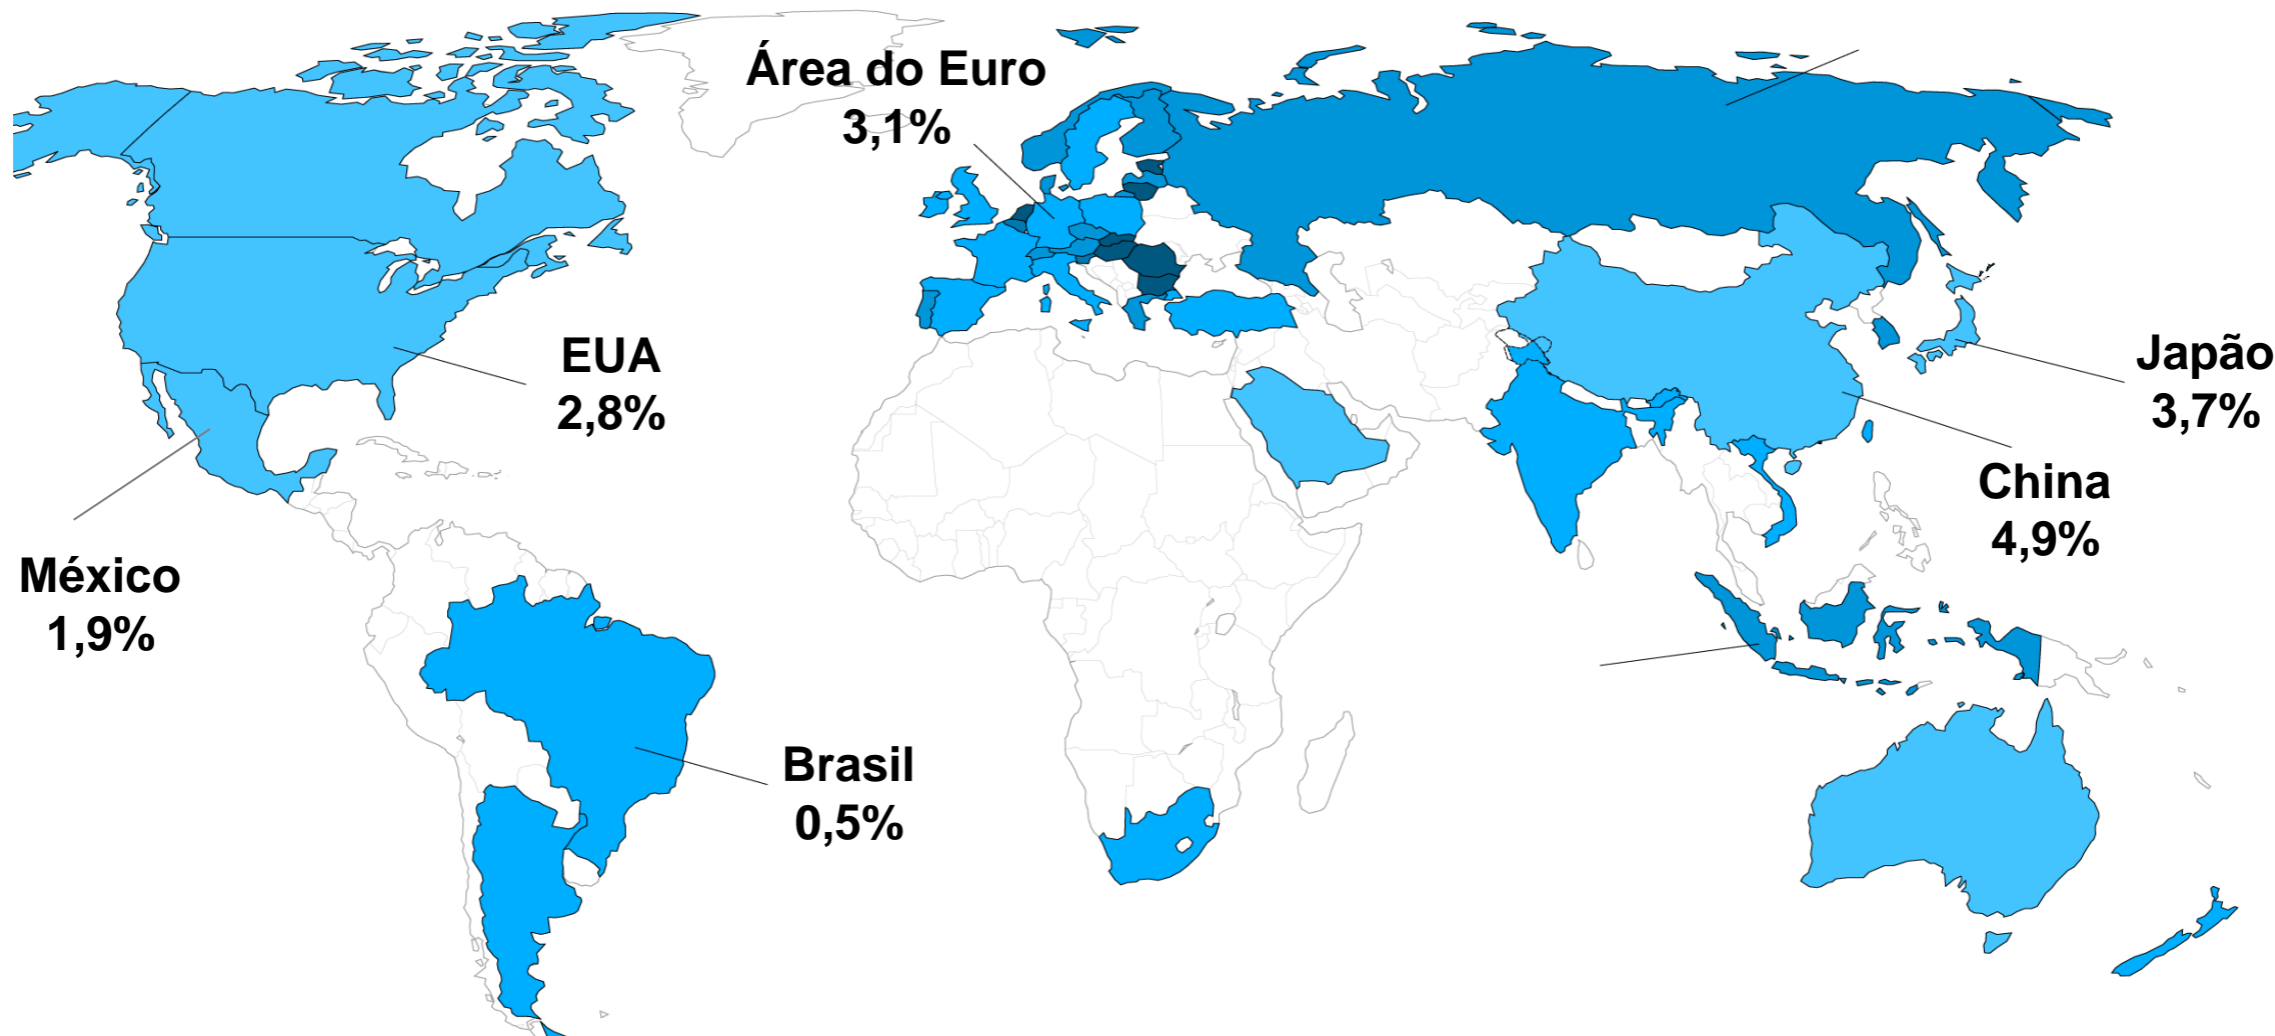 Área do Euro
3,1%
EUA
2,8%
Japão
3,7%
China
4,9%
México
1,9%
Brasil
0,5%